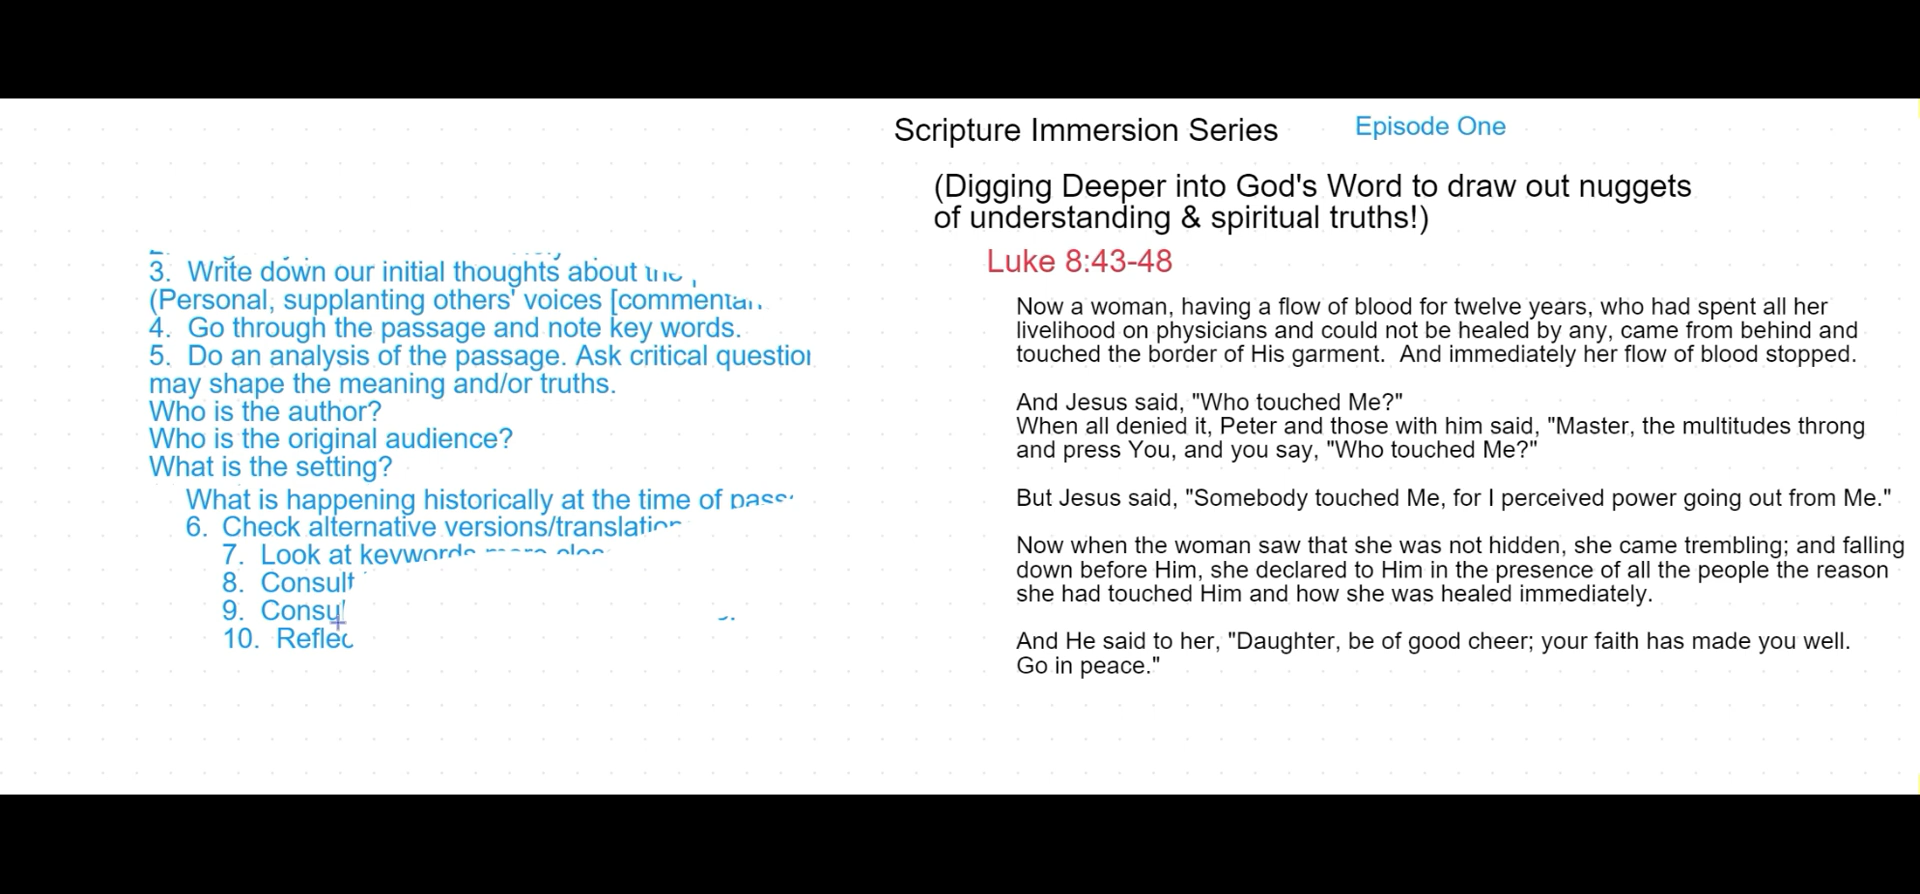 Scripture Immersion Series
Episode One
(Digging Deeper into God's Word to draw out nuggets
of understanding & spiritual truths!)
3. Write down our initial thoughts about
(Personal, supplanting others' voices
4. Go through the passage and note key words.
5. Do an analysis of the passage. Ask critical
may shape the meaning and/or truths.
Who is the author?
Who is the original audience?
What is the setting?
What is happening historically at the time of
6. Check alternative
7. Look at keywords
8. Consult
9.
10.
Luke 8:43-48
Now a woman, having a flow of blood for twelve years, who had spent all her
livelihood on physicians and could not be healed by any, came from behind and
touched the border of His garment. And immediately her flow of blood stopped.
And Jesus said, "Who touched Me?"
When all denied it, Peter and those with him said, "Master, the multitudes throng
and press You, and you say, "Who touched Me?"
But Jesus said, "Somebody touched Me, for I perceived power going out from Me."
Now when the woman saw that she was not hidden, she came trembling; and falling
down before Him, she declared to Him in the presence of all the people the reason
she had touched Him and how she was healed immediately.
And He said to her, "Daughter, be of good cheer; your faith has made you well.
Go in peace."